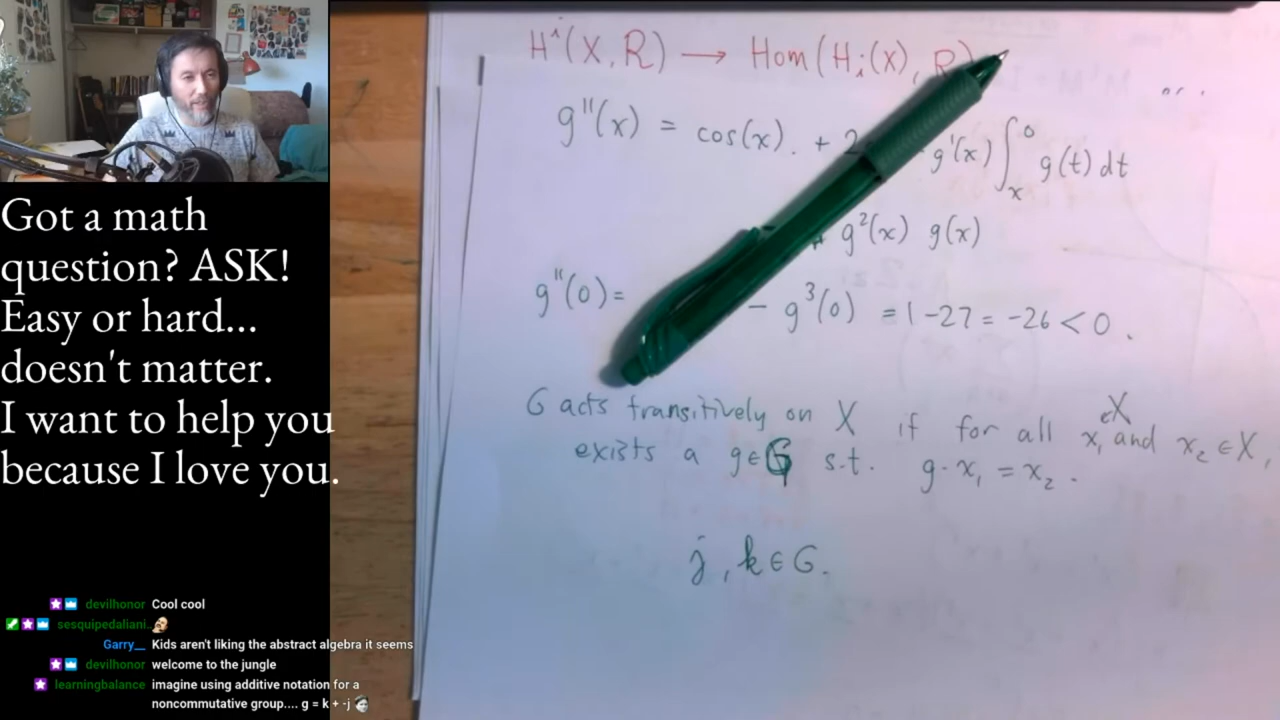 Got a math
question? ASK!
Easy or hard...
doesn't matter.
I want to help you
because I love you.
devilhonor Cool cool
sesquipedaliani..
Garry__ Kids aren't liking the abstract algebra it seems
devilhonor welcome to the jungle
learningbalance imagine using additive notation for a
noncommutative group.... g = k + -j
Hⁱ(X, R) → Hom(Hᵢ(X), R)
g''(x) = cos(x) + 2 g'(x) ∫ₓ⁰ g(t) dt
g²(x) g(x)
g''(0) = - g³(0) = 1 - 27 = -26 < 0.
G acts transitively on X if for all x₁ ∈X and x₂ ∈ X,
exists a g∈G s.t. g·x₁ = x₂.
j, k ∈ G.